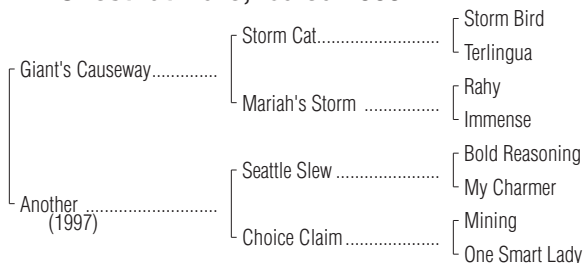 Storm Bird
Storm Cat............................
Terlingua
Giant's Causeway..............
Rahy
Mariah's Storm .................
Immense
Bold Reasoning
Seattle Slew .......................
My Charmer
Another .............................
(1997)
Mining
Choice Claim.....................
One Smart Lady